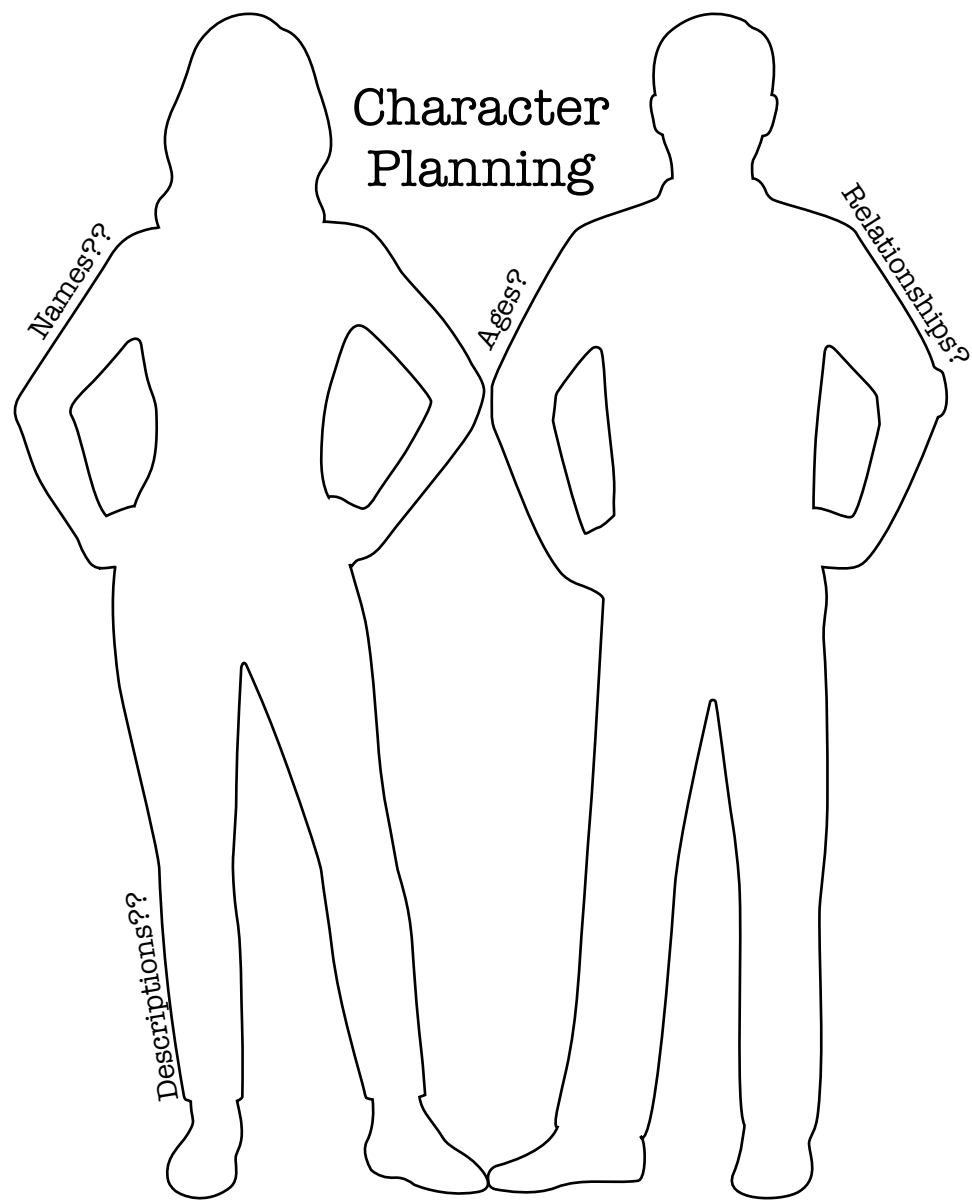 Character
Planning
Names??
Ages?
Relationships?
Descriptions??